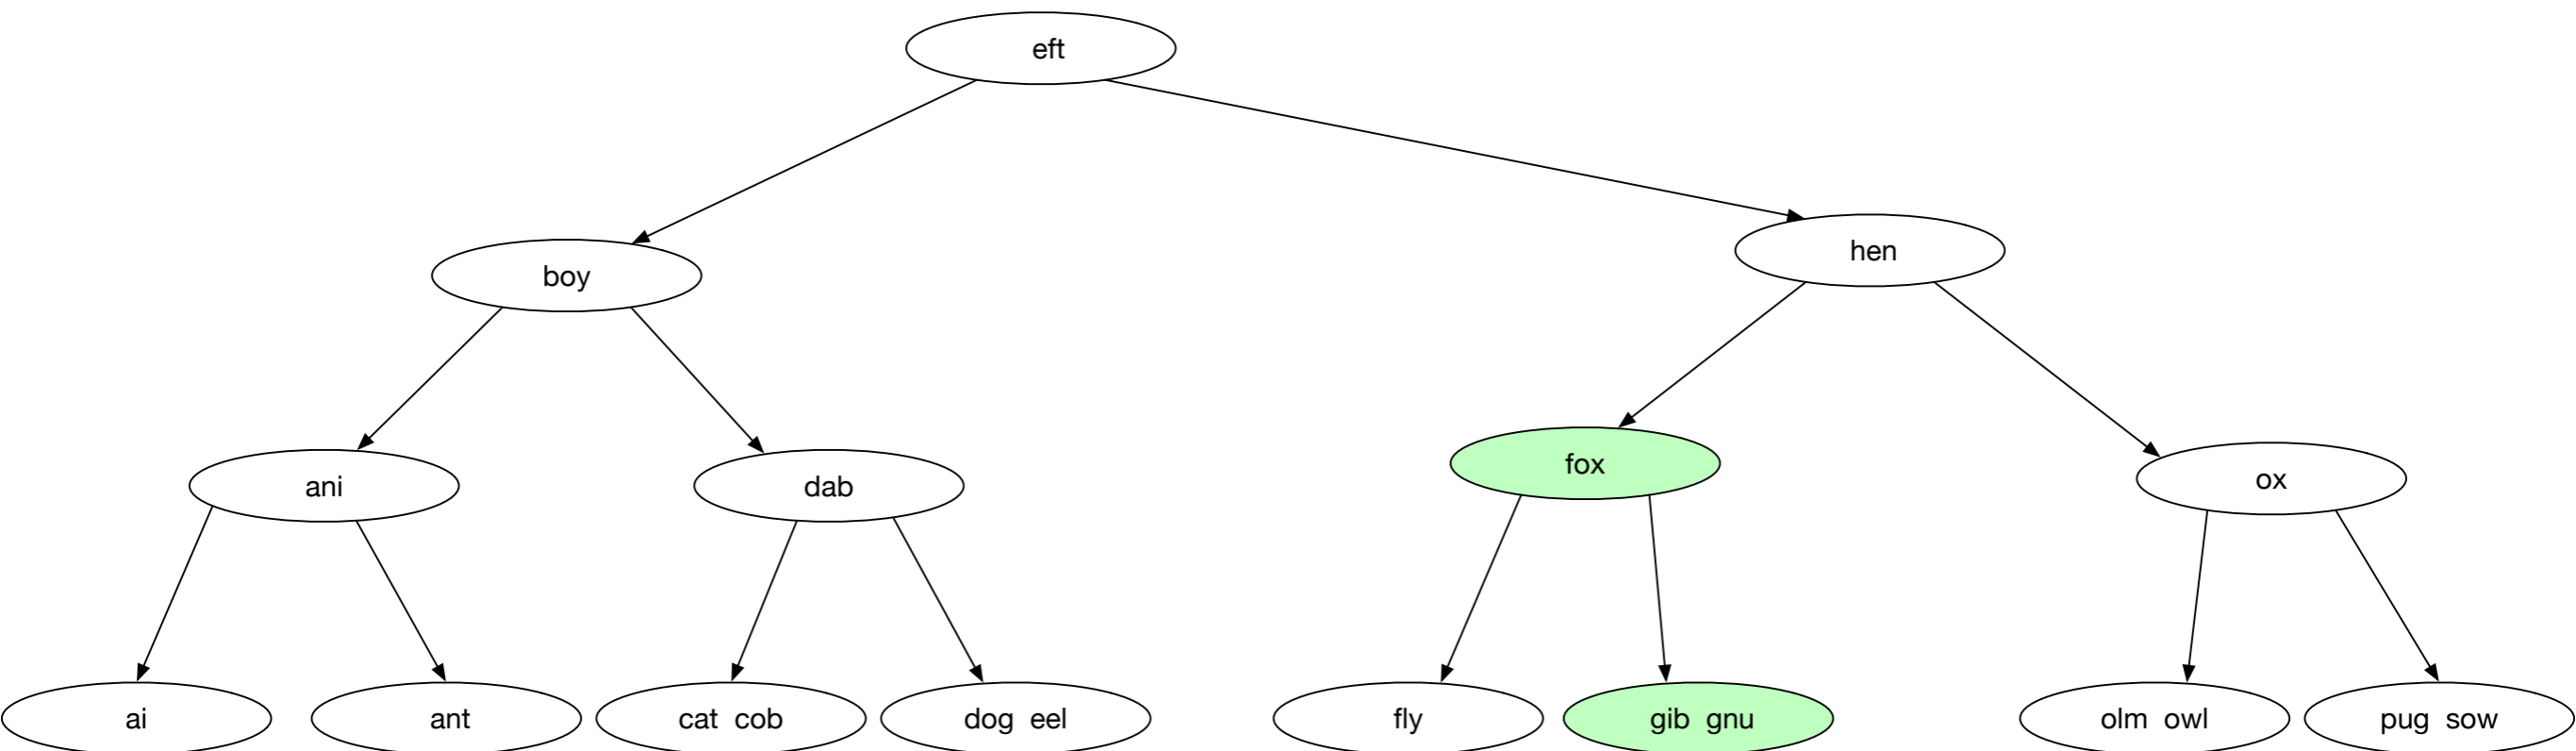 eft
boy
hen
ani
dab
fox
ox
ai
ant
cat cob
dog eel
fly
gib gnu
olm owl
pug sow